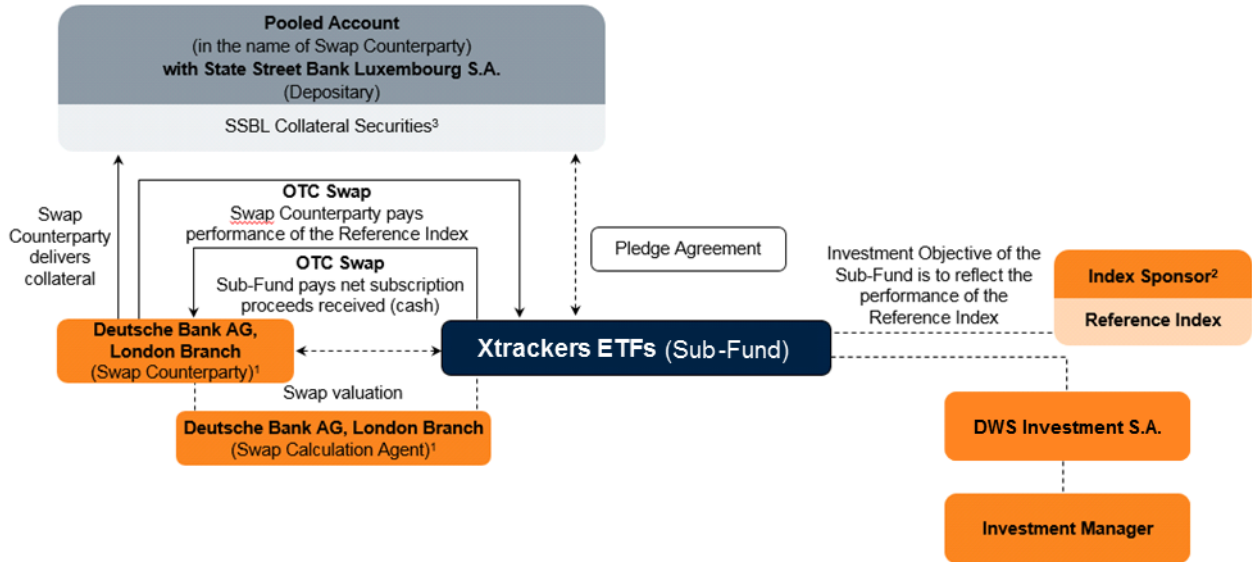 Pooled Account
(in the name of Swap Counterparty)
with State Street Bank Luxembourg S.A.
(Depositary)
SSBL Collateral Securities³
Swap
Counterparty
delivers
collateral
OTC Swap
Swap Counterparty pays
performance of the Reference Index
OTC Swap
Sub-Fund pays net subscription
proceeds received (cash)
Pledge Agreement
Investment Objective of the
Sub-Fund is to reflect the
performance of the
Reference Index
Index Sponsor²
Reference Index
Deutsche Bank AG,
London Branch
(Swap Counterparty)¹
Xtrackers ETFs (Sub-Fund)
Swap valuation
Deutsche Bank AG, London Branch
(Swap Calculation Agent)¹
DWS Investment S.A.
Investment Manager